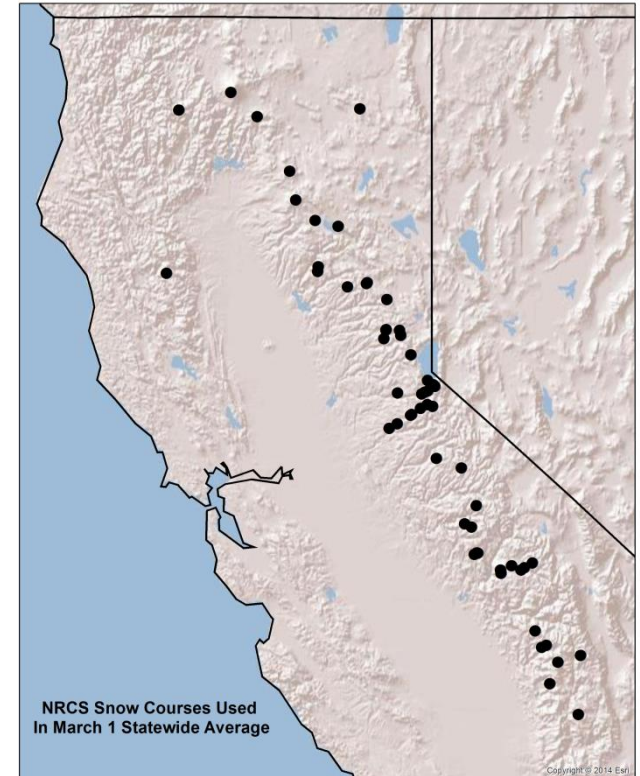 NRCS Snow Courses Used
In March 1 Statewide Average
Copyright © 2014 Esri